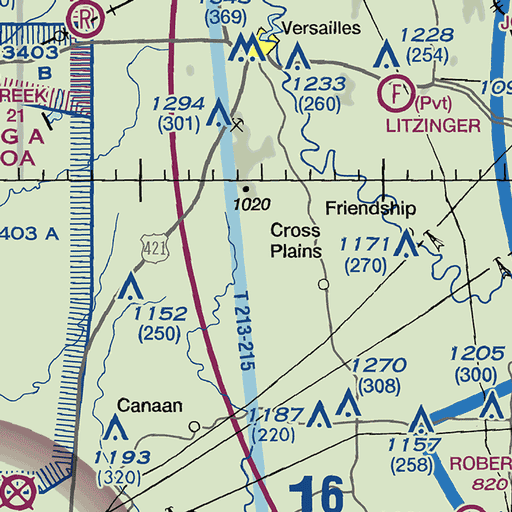 (369)
Versailles
1228
(254)
R
3403
B
1233
(260)
109
REEK
21
1294
(301)
F
(Pvt)
LITZINGER
G A
OA
1020
Friendship
403 A
Cross
Plains
421
1171
(270)
1152
(250)
T 213-215
1270
(308)
1205
(300)
Canaan
1187
(220)
1193
(320)
1157
(258)
16
ROBER
820